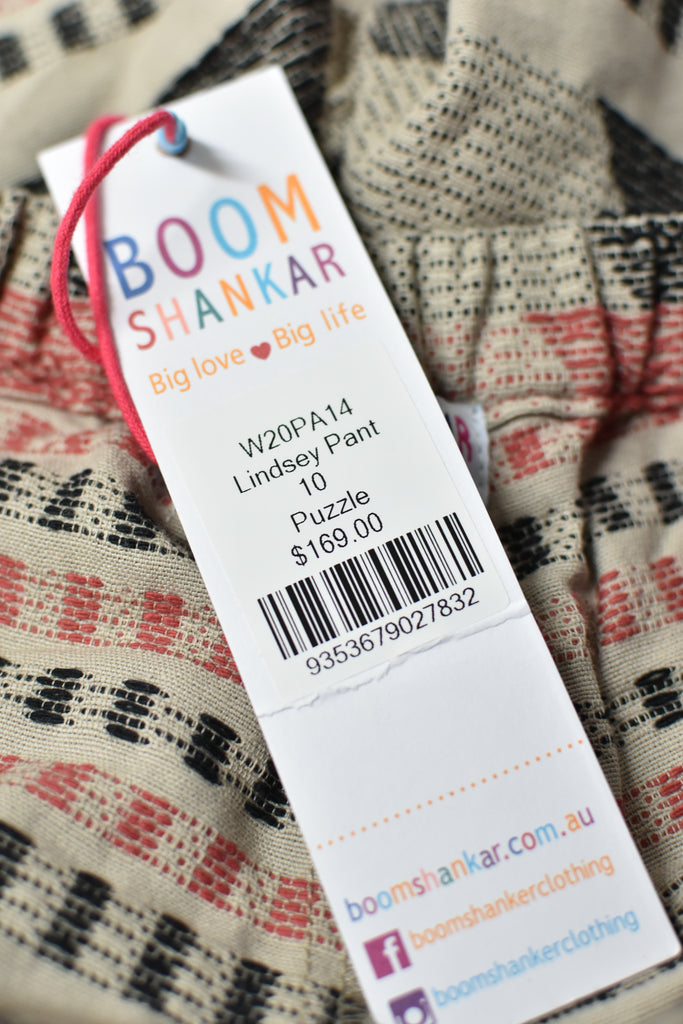 BOOM
SHANKAR
Big love Big life
W20PA14
Lindsey Pant
10
Puzzle
$169.00
9353679027832
boomshankar.com.au
boomshankerclothing
boomshankerclothing